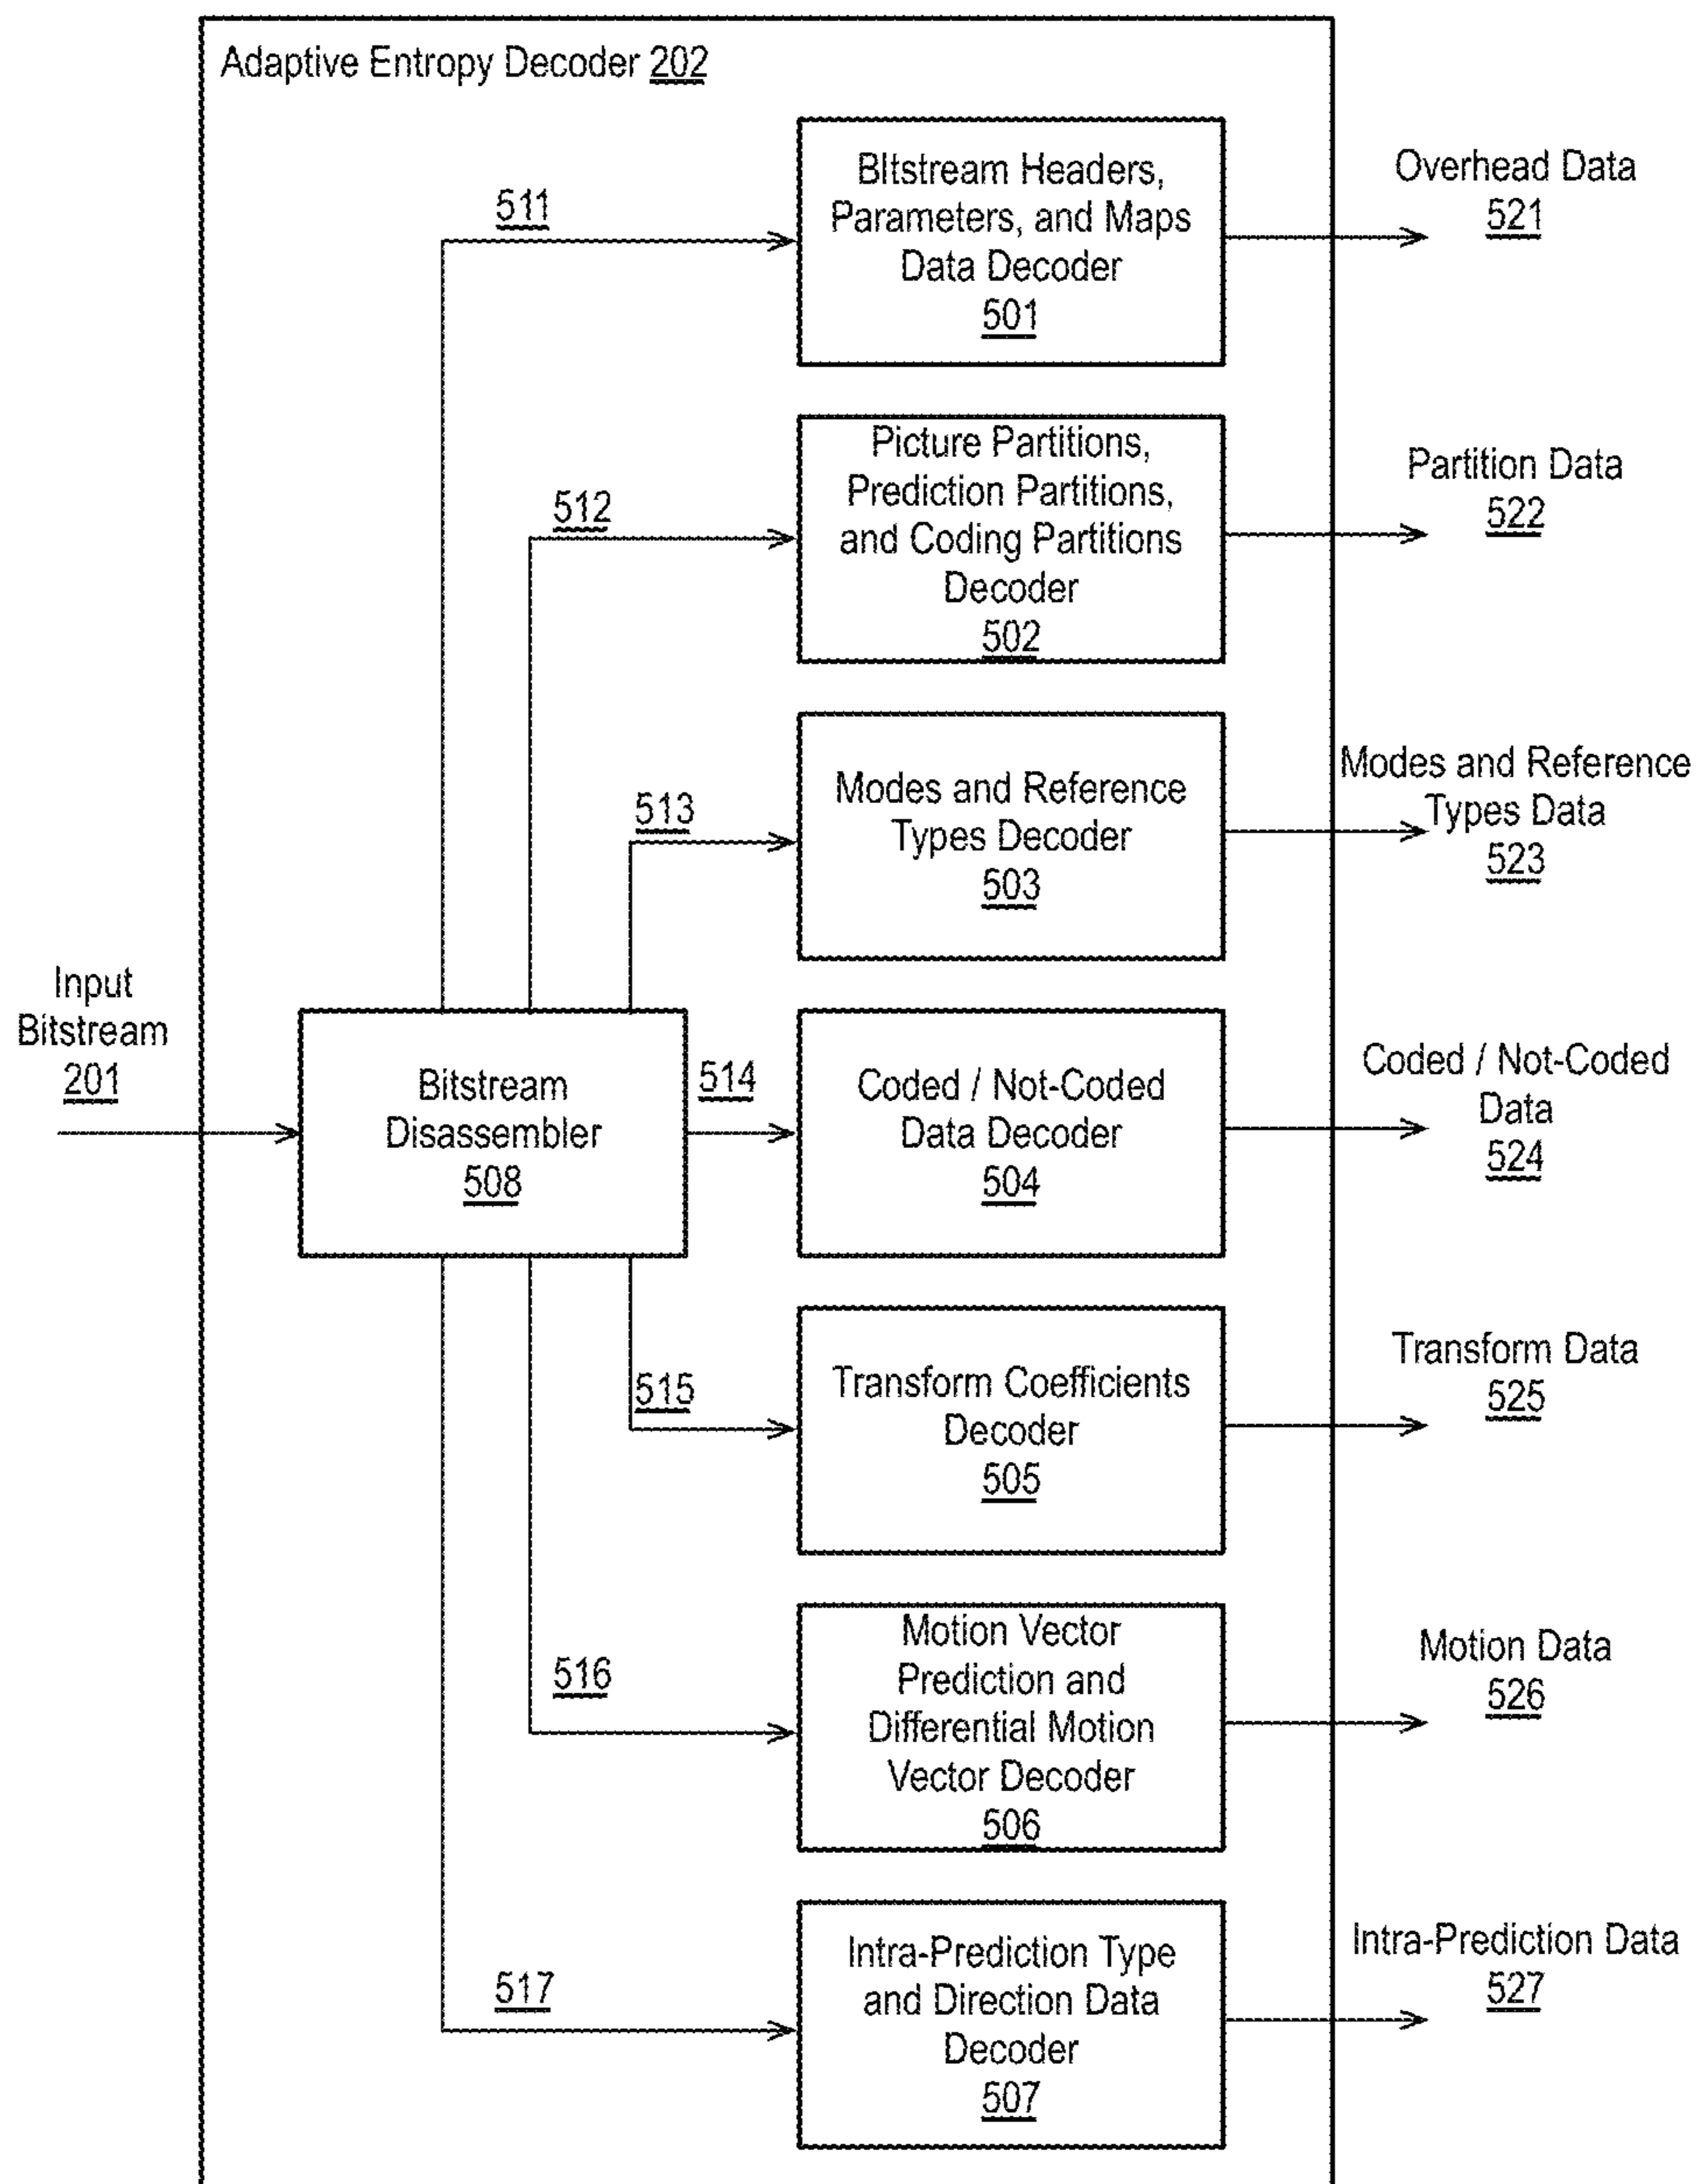 Adaptive Entropy Decoder 202
511
BItstream Headers,
Parameters, and Maps
Data Decoder
501
Overhead Data
521
512
Picture Partitions,
Prediction Partitions,
and Coding Partitions
Decoder
502
Partition Data
522
513
Modes and Reference
Types Decoder
503
Modes and Reference
Types Data
523
Input
Bitstream
201
Bitstream
Disassembler
508
514
Coded / Not-Coded
Data Decoder
504
Coded / Not-Coded
Data
524
515
Transform Coefficients
Decoder
505
Transform Data
525
516
Motion Vector
Prediction and
Differential Motion
Vector Decoder
506
Motion Data
526
517
Intra-Prediction Type
and Direction Data
Decoder
507
Intra-Prediction Data
527